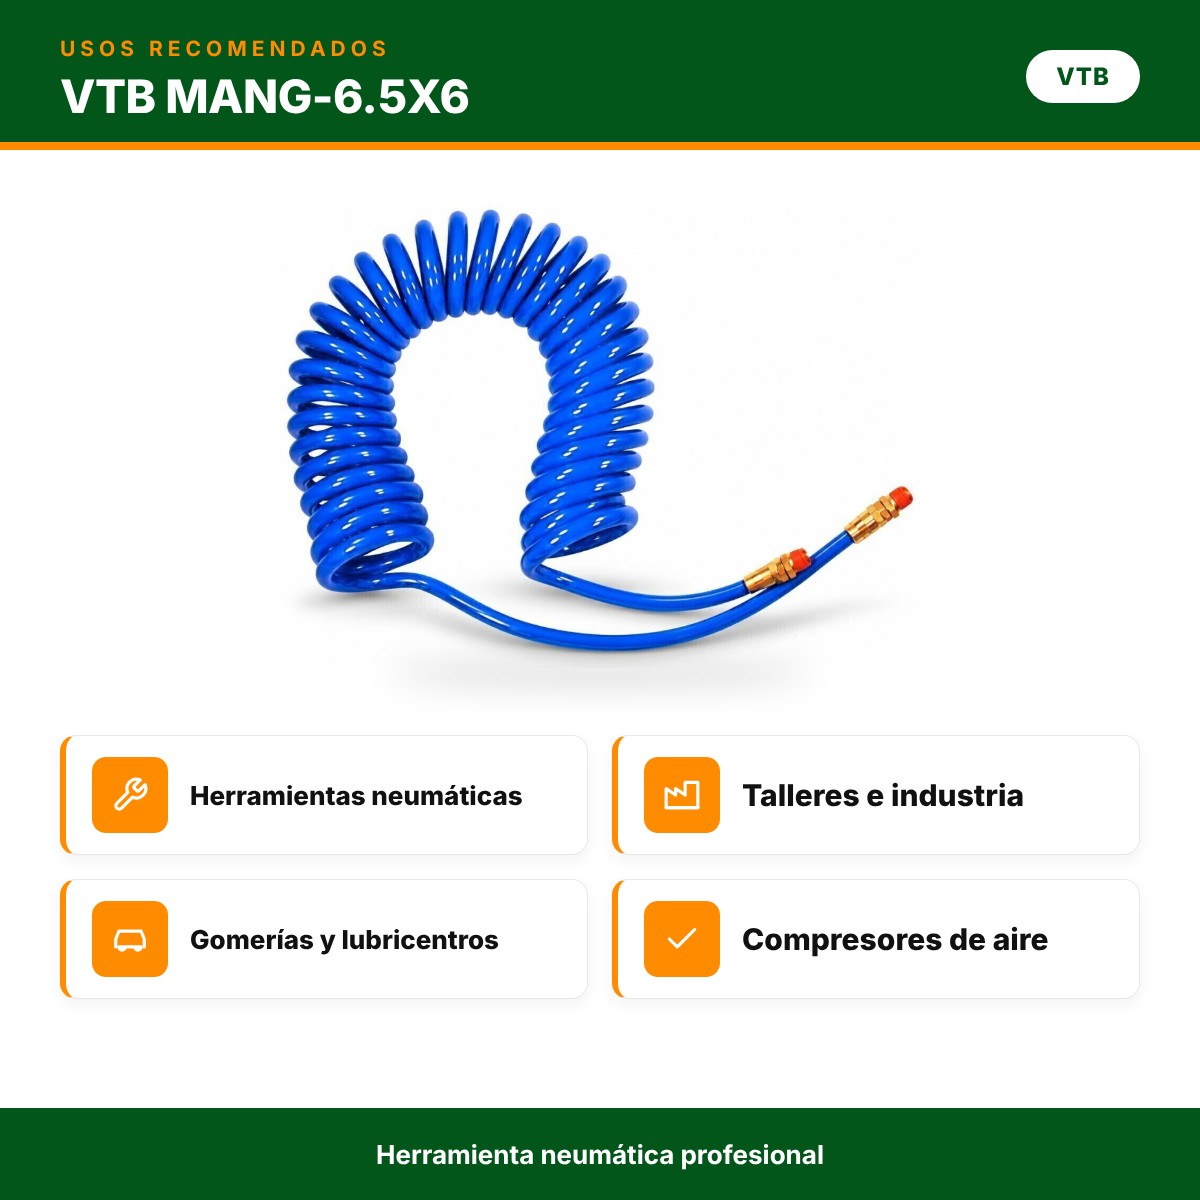 USOS RECOMENDADOS
VTB MANG-6.5X6
VTB
Herramientas neumáticas
Talleres e industria
Gomerías y lubricentros
Compresores de aire
Herramienta neumática profesional